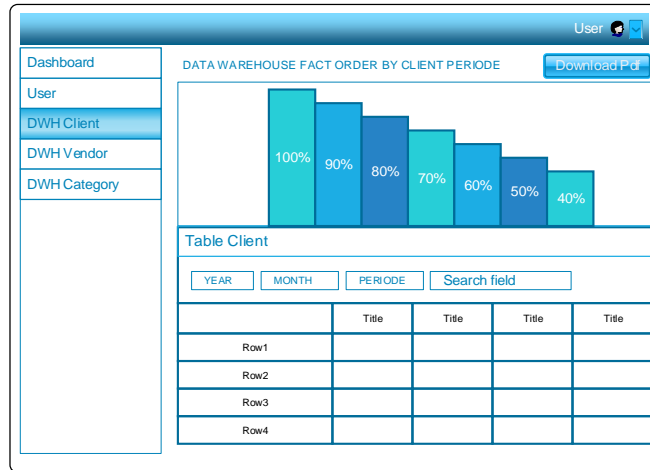 User
Dashboard
User
DWH Client
DWH Vendor
DWH Category
DATA WAREHOUSE FACT ORDER BY CLIENT PERIODE
Download Pdf
100%
90%
80%
70%
60%
50%
40%
Table Client
YEAR MONTH PERIODE Search field
Title Title Title Title
Row1
Row2
Row3
Row4